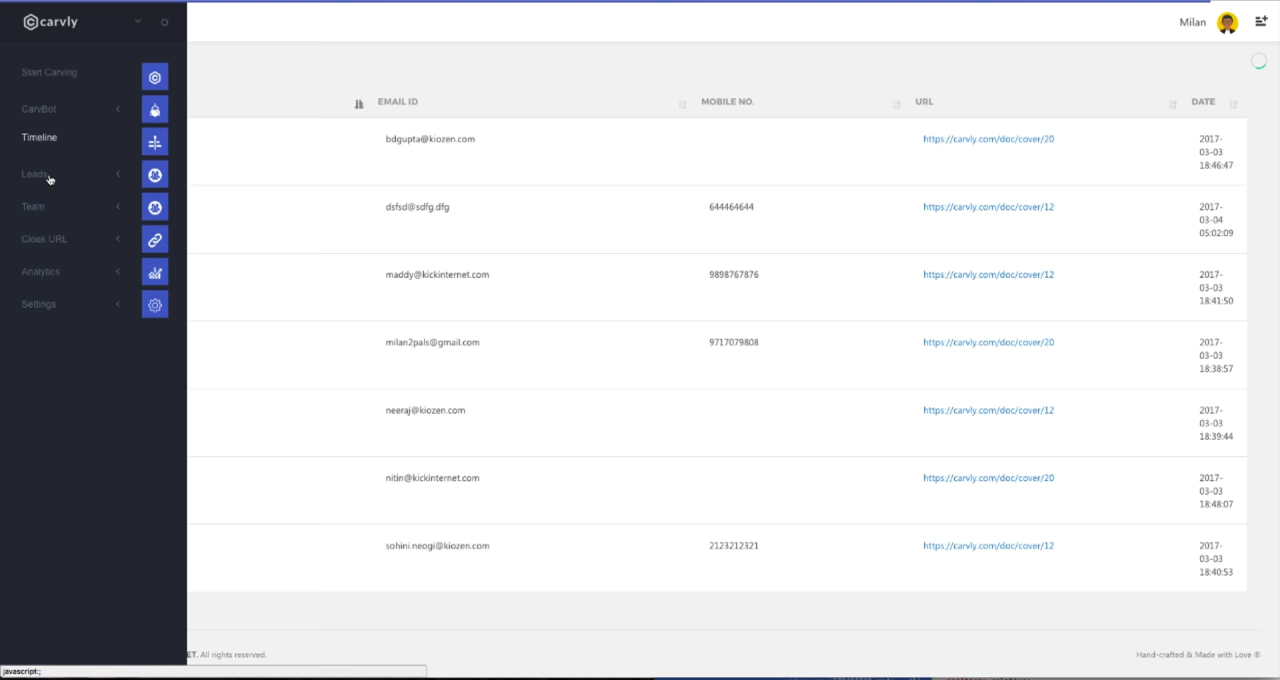 carvly
Milan
Start Carving
CarvBot
Timeline
Leads
Team
Cloak URL
Analytics
Settings
EMAIL ID MOBILE NO. URL DATE
bdgupta@kiozen.com https://carvly.com/doc/cover/20 2017-
03-03
18:46:47
dsfsd@sdfg.dfg 644464644 https://carvly.com/doc/cover/12 2017-
03-04
05:02:09
maddy@kickinternet.com 9898767876 https://carvly.com/doc/cover/12 2017-
03-03
18:41:50
milan2pals@gmail.com 9717079808 https://carvly.com/doc/cover/20 2017-
03-03
18:38:57
neeraj@kiozen.com https://carvly.com/doc/cover/12 2017-
03-03
18:39:44
nitin@kickinternet.com https://carvly.com/doc/cover/20 2017-
03-03
18:48:07
sohini.neogi@kiozen.com 2123212321 https://carvly.com/doc/cover/12 2017-
03-03
18:40:53
ET. All rights reserved. Hand-crafted & Made with Love ®
javascript:;